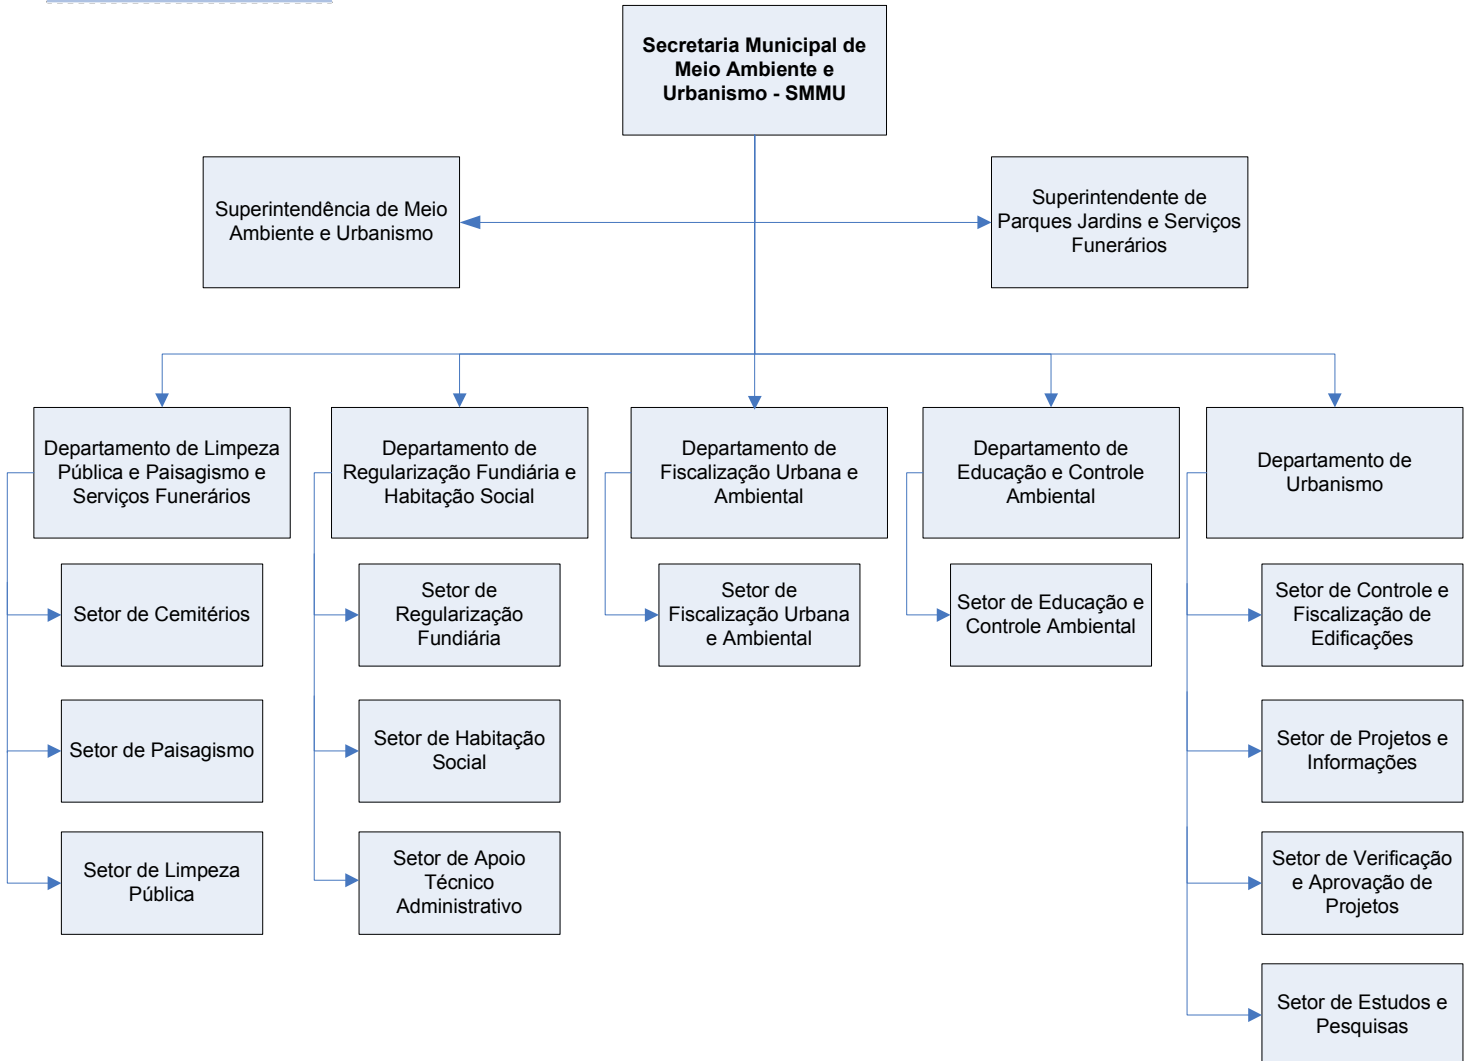 Secretaria Municipal de
Meio Ambiente e
Urbanismo - SMMU
Superintendência de Meio
Ambiente e Urbanismo
Superintendente de
Parques Jardins e Serviços
Funerários
Departamento de Limpeza
Pública e Paisagismo e
Serviços Funerários
Departamento de
Regularização Fundiária e
Habitação Social
Departamento de
Fiscalização Urbana e
Ambiental
Departamento de
Educação e Controle
Ambiental
Departamento de
Urbanismo
Setor de Cemitérios
Setor de
Regularização
Fundiária
Setor de
Fiscalização Urbana
e Ambiental
Setor de Educação e
Controle Ambiental
Setor de Controle e
Fiscalização de
Edificações
Setor de Paisagismo
Setor de Habitação
Social
Setor de Projetos e
Informações
Setor de Limpeza
Pública
Setor de Apoio
Técnico
Administrativo
Setor de Verificação
e Aprovação de
Projetos
Setor de Estudos e
Pesquisas